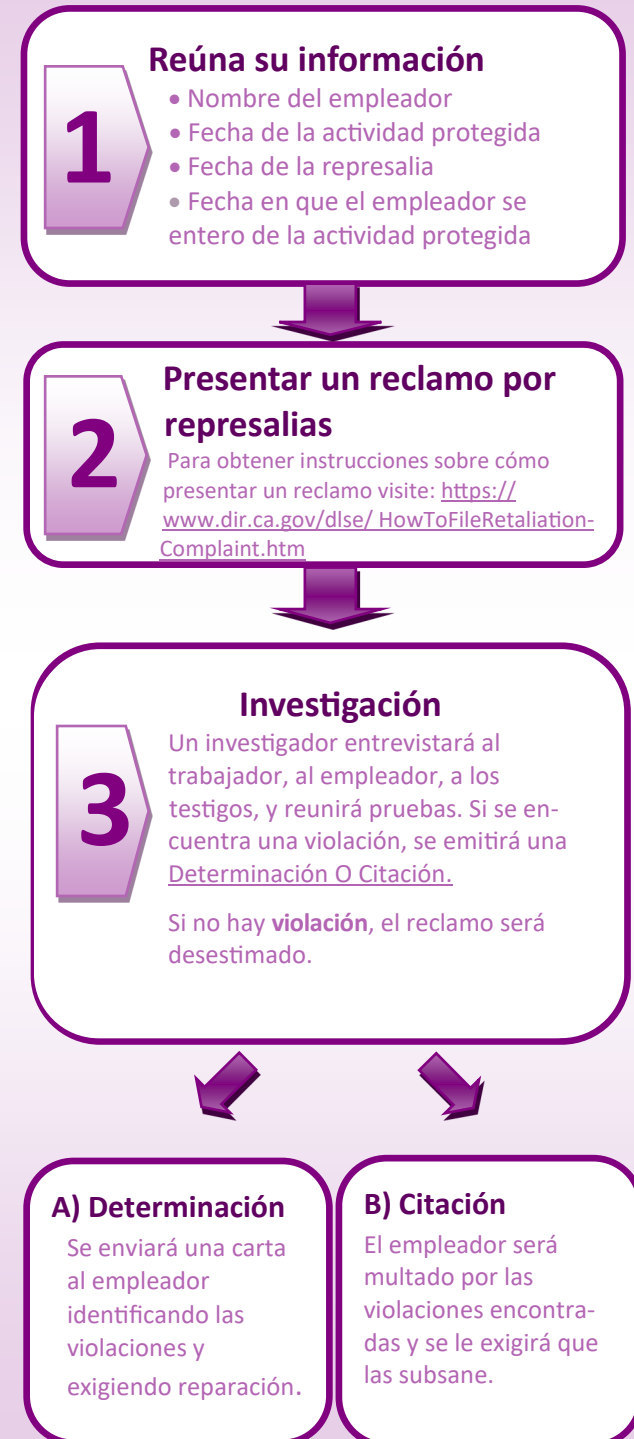 1
Reúna su información
• Nombre del empleador
• Fecha de la actividad protegida
• Fecha de la represalia
• Fecha en que el empleador se
entero de la actividad protegida
2
Presentar un reclamo por
represalias
Para obtener instrucciones sobre cómo
presentar un reclamo visite: https://
www.dir.ca.gov/dlse/ HowToFileRetaliation-
Complaint.htm
3
Investigación
Un investigador entrevistará al
trabajador, al empleador, a los
testigos, y reunirá pruebas. Si se en-
cuentra una violación, se emitirá una
Determinación O Citación.
Si no hay violación, el reclamo será
desestimado.
A) Determinación
Se enviará una carta
al empleador
identificando las
violaciones y
exigiendo reparación.
B) Citación
El empleador será
multado por las
violaciones encontra-
das y se le exigirá que
las subsane.